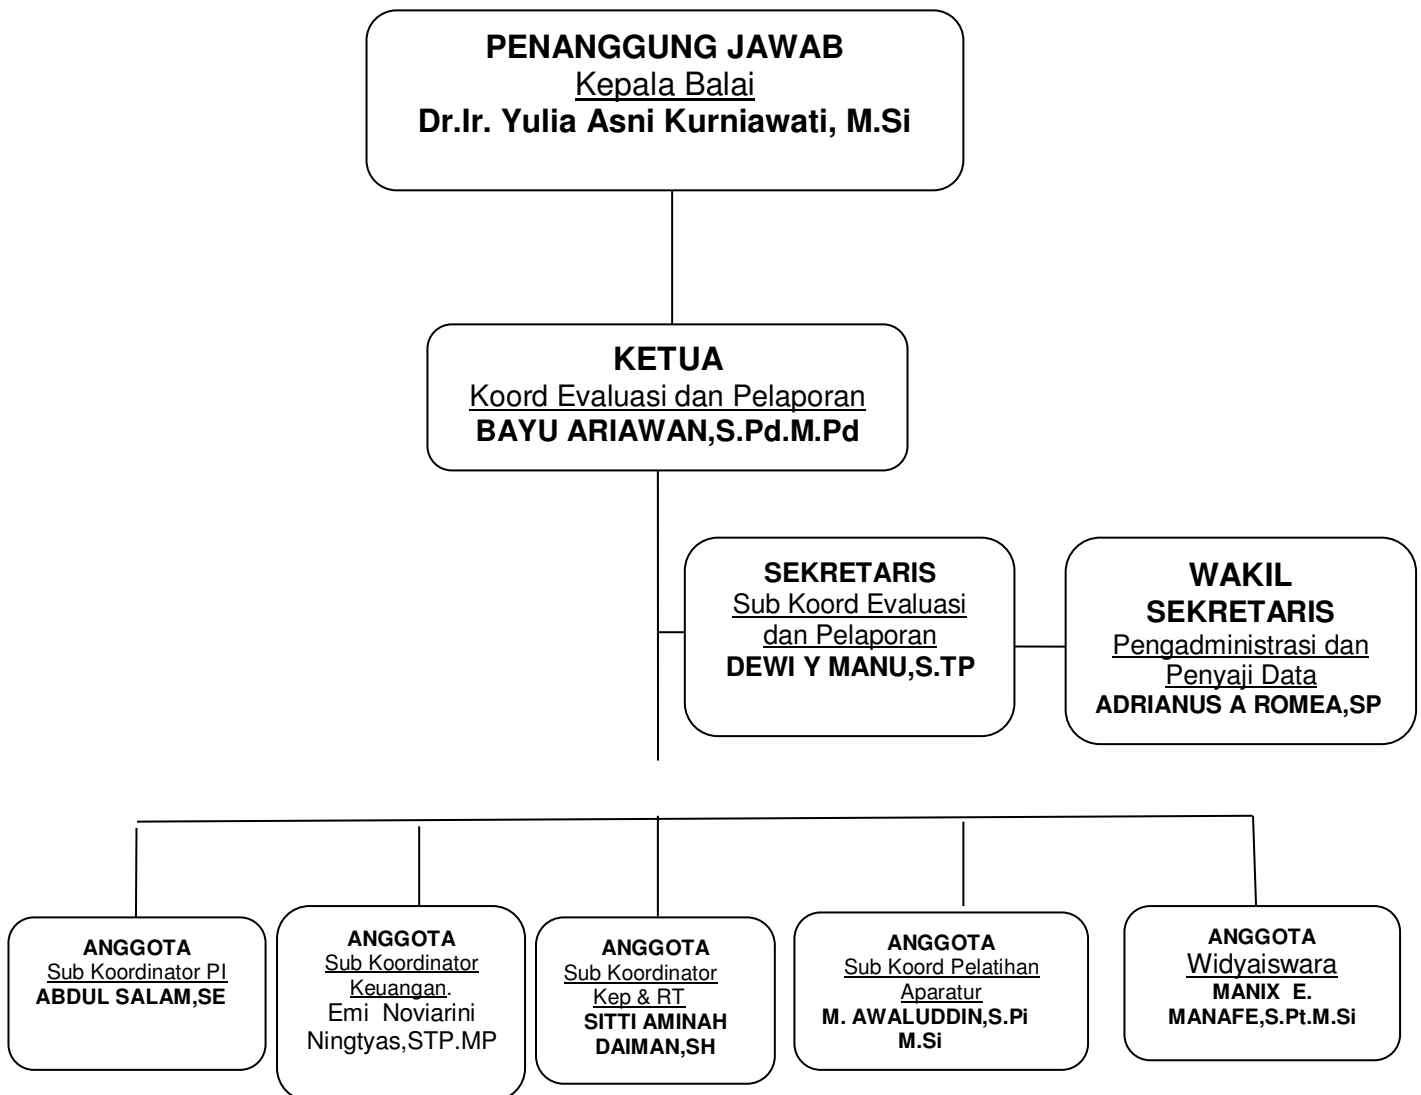 PENANGGUNG JAWAB
Kepala Balai
Dr.Ir. Yulia Asni Kurniawati, M.Si
KETUA
Koord Evaluasi dan Pelaporan
BAYU ARIAWAN,S.Pd.M.Pd
SEKRETARIS
Sub Koord Evaluasi
dan Pelaporan
DEWI Y MANU,S.TP
WAKIL
SEKRETARIS
Pengadministrasi dan
Penyaji Data
ADRIANUS A ROMEA,SP
ANGGOTA
Sub Koordinator PI
ABDUL SALAM,SE
ANGGOTA
Sub Koordinator
Keuangan.
Emi Noviarini
Ningtyas,STP.MP
ANGGOTA
Sub Koordinator
Kep & RT
SITTI AMINAH
DAIMAN,SH
ANGGOTA
Sub Koord Pelatihan
Aparatur
M. AWALUDDIN,S.Pi
M.Si
ANGGOTA
Widyaiswara
MANIX E.
MANAFE,S.Pt.M.Si